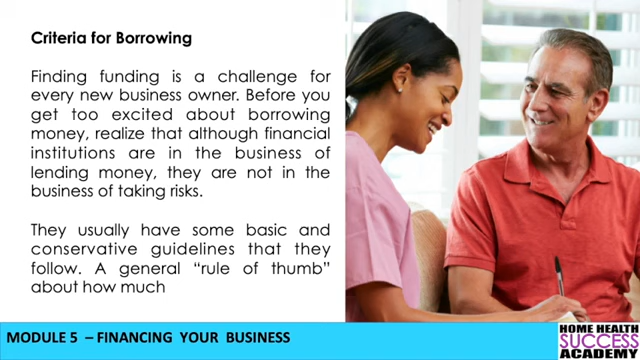 Criteria for Borrowing
Finding funding is a challenge for
every new business owner. Before you
get too excited about borrowing
money, realize that although financial
institutions are in the business of
lending money, they are not in the
business of taking risks.
They usually have some basic and
conservative guidelines that they
follow. A general “rule of thumb”
about how much
MODULE 5 – FINANCING YOUR BUSINESS
HOME HEALTH
SUCCESS
ACADEMY